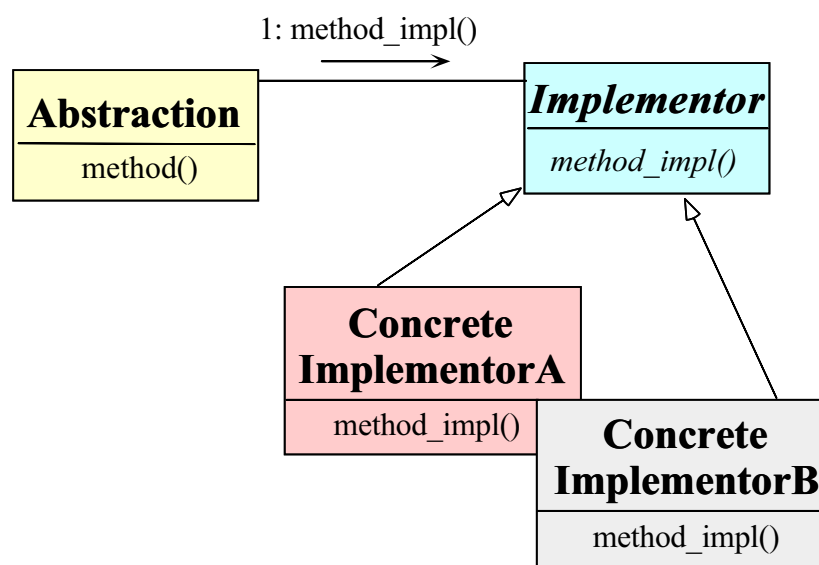 1: method_impl()
Abstraction
method()
Implementor
method_impl()
Concrete
ImplementorA
method_impl()
Concrete
ImplementorB
method_impl()